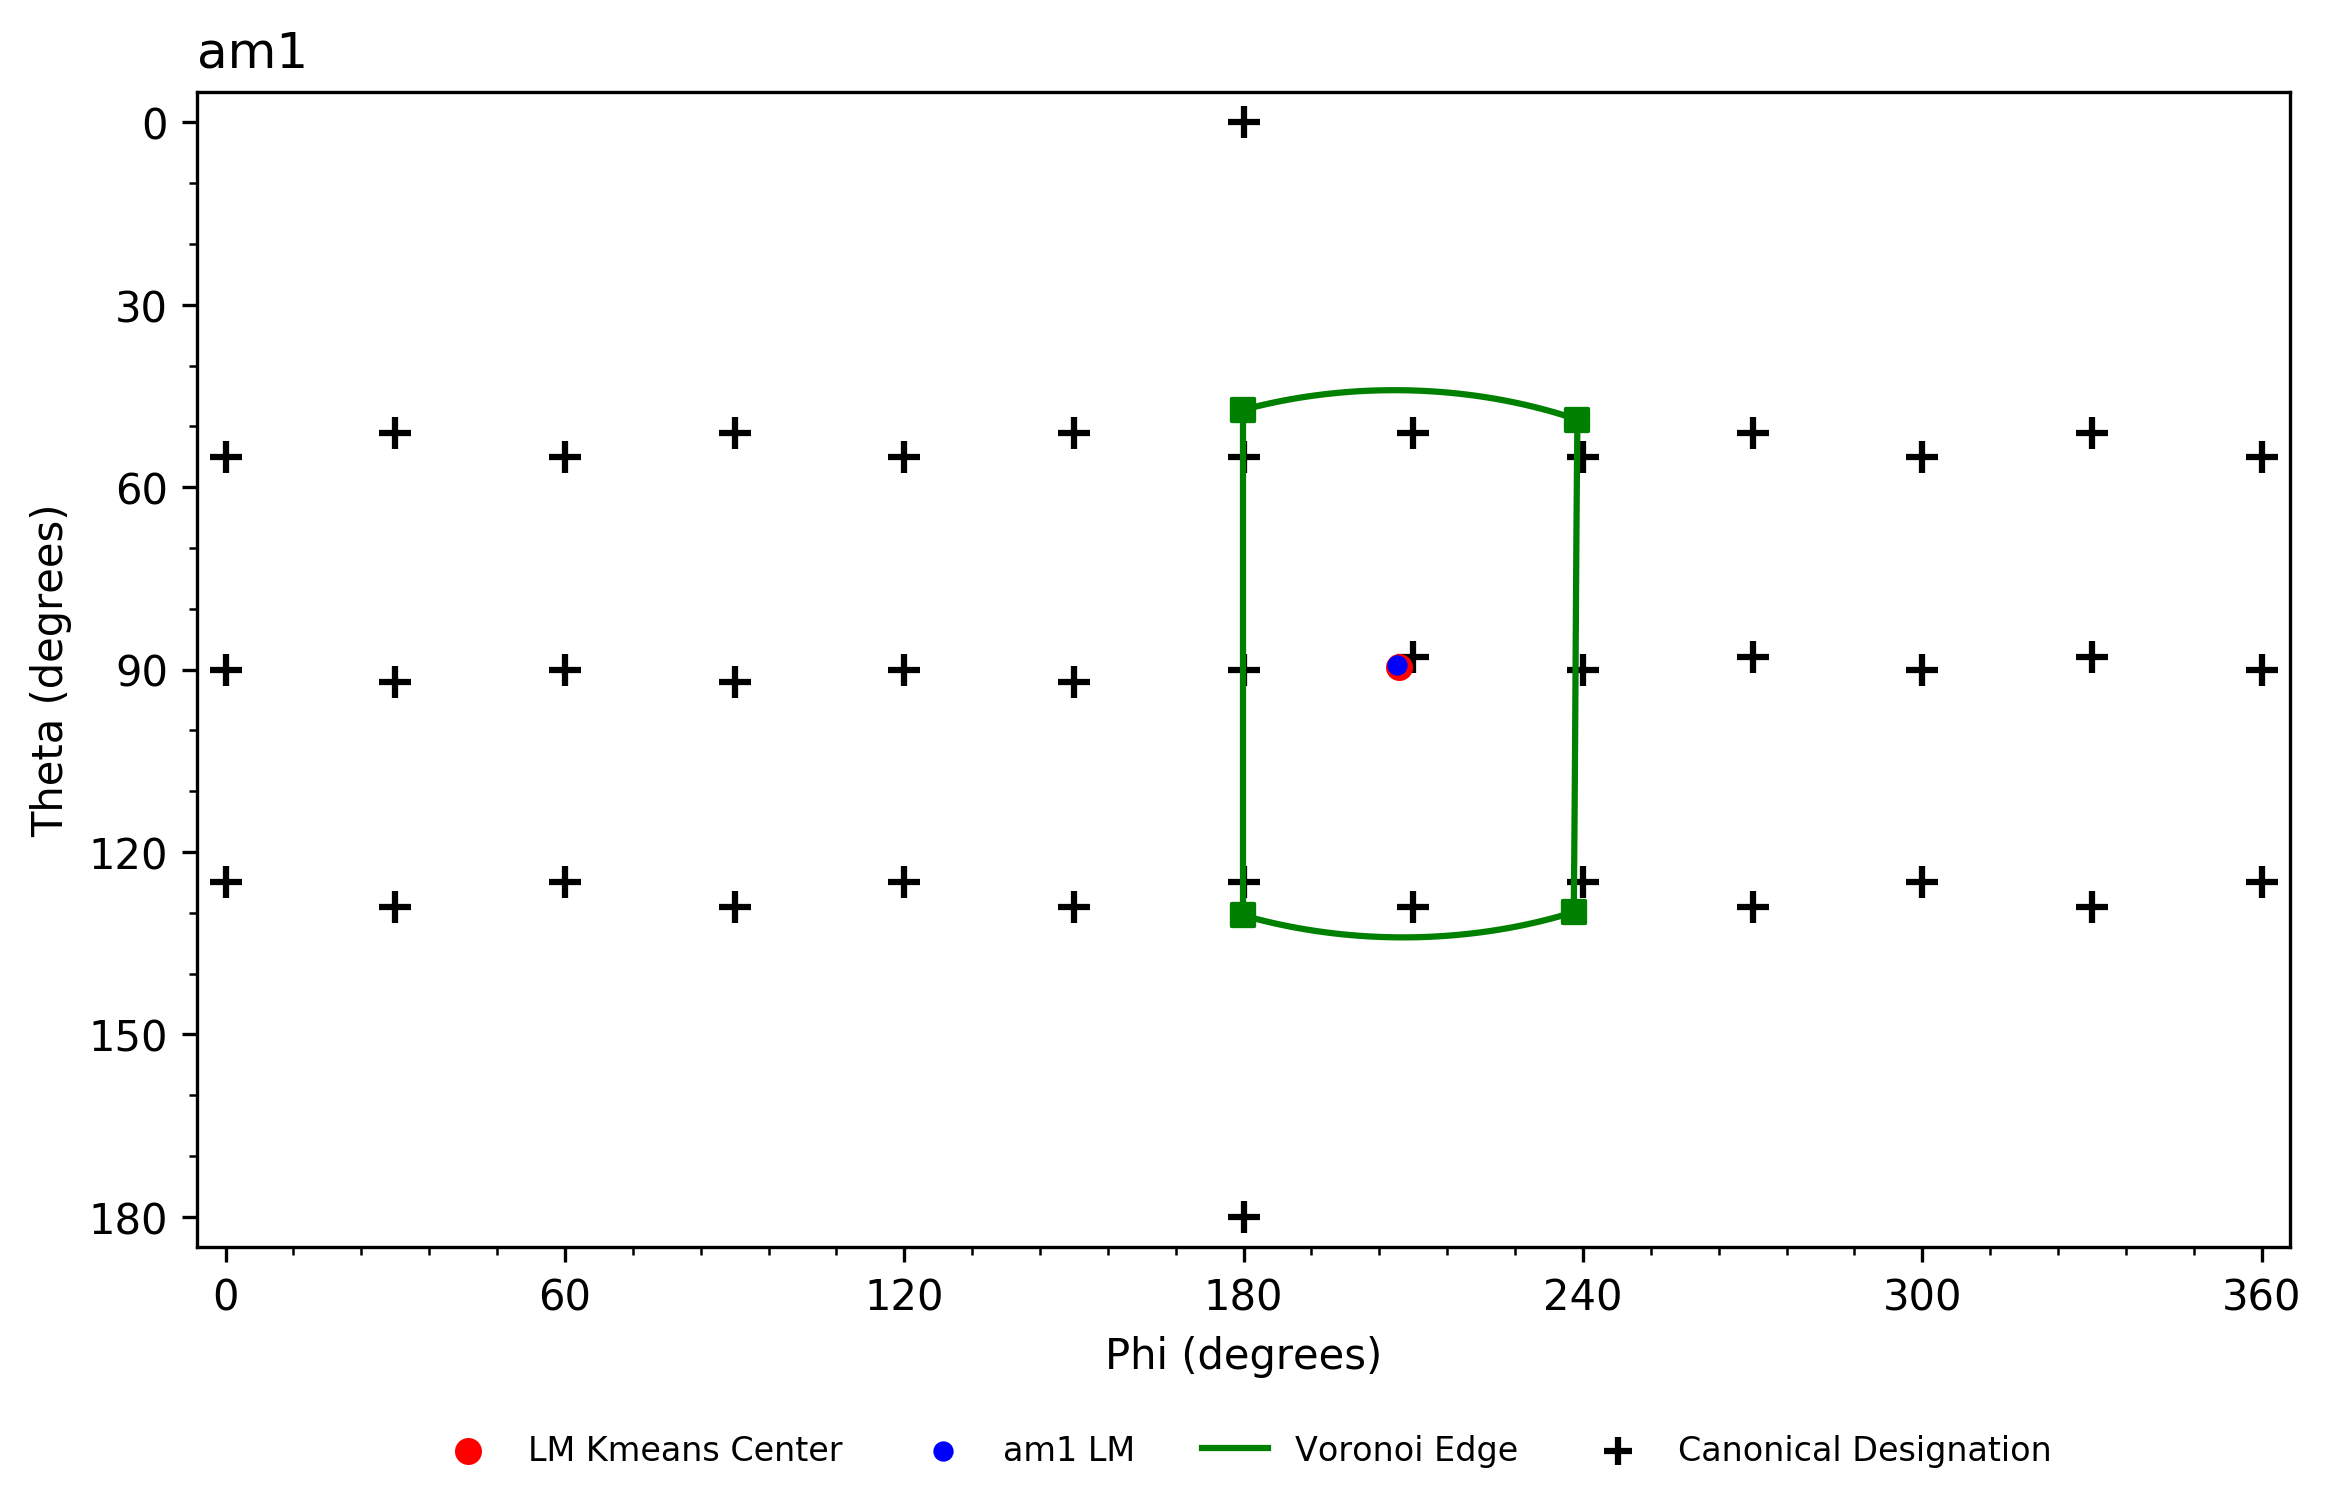 am1
0
30
60
90
120
150
180
Theta (degrees)
0 60 120 180 240 300 360
Phi (degrees)
LM Kmeans Center am1 LM Voronoi Edge Canonical Designation